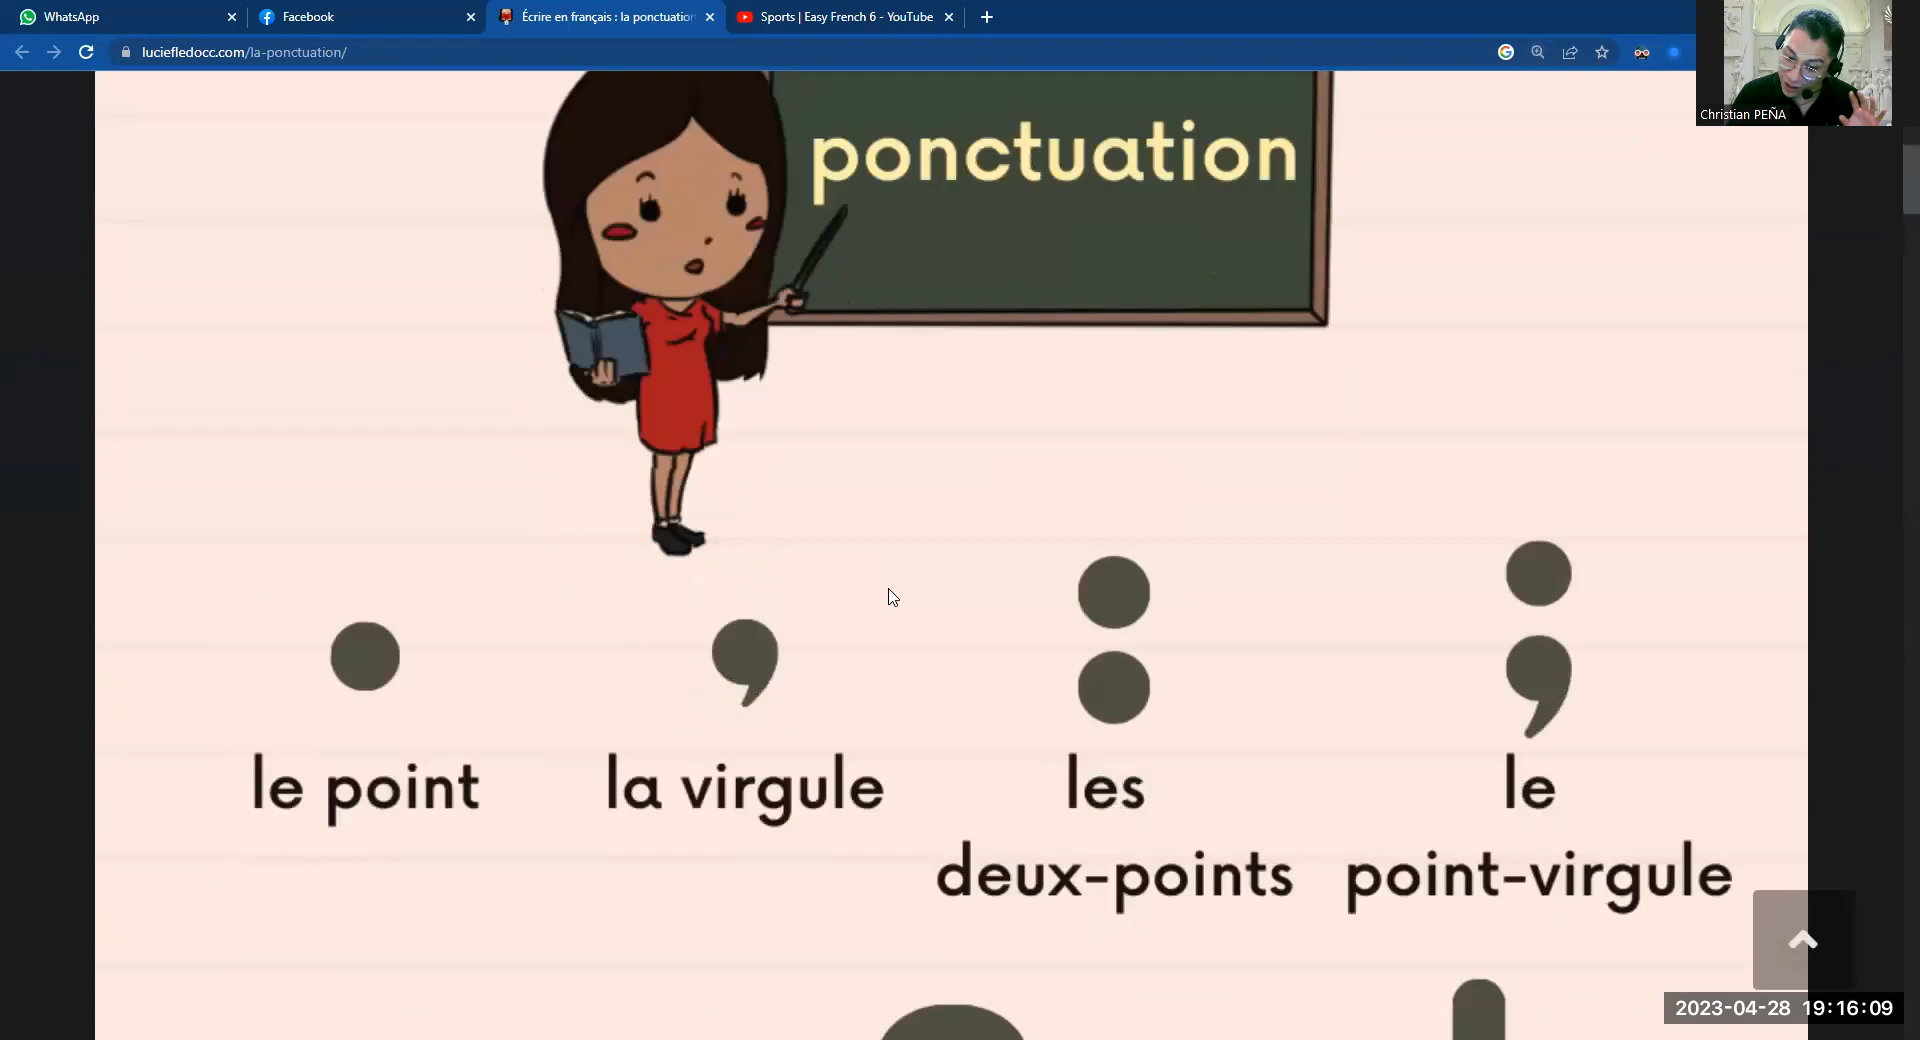 WhatsApp
Facebook
Écrire en français : la ponctuation
Sports | Easy French 6 - YouTube
luciefledocc.com/la-ponctuation/
Christian PEÑA
ponctuation
le point
la virgule
les
deux-points
le
point-virgule
2023-04-28 19:16:09